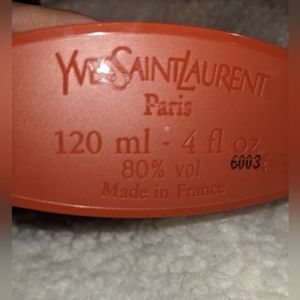 YVESSAINTLAURENT
Paris
120 ml - 4 fl oz
80% vol.
6003
Made in France